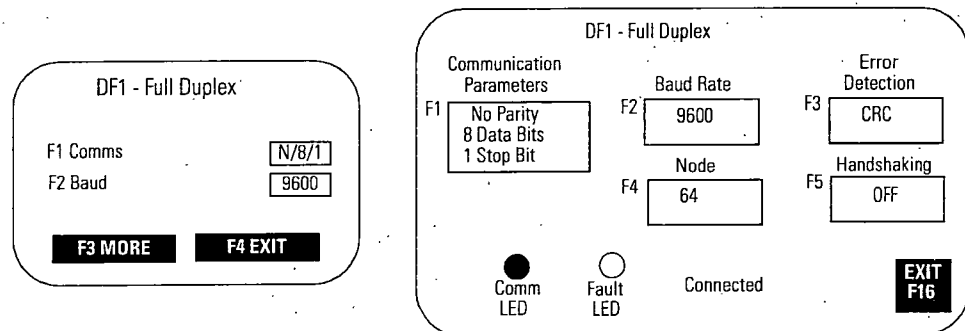 DF1 - Full Duplex
F1 Comms N/8/1
F2 Baud 9600
F3 MORE F4 EXIT
DF1 - Full Duplex
Communication
Parameters
F1
No Parity
8 Data Bits
1 Stop Bit
Baud Rate
F2 9600
Error
Detection
F3 CRC
Node
F4 64
Handshaking
F5 OFF
Comm
LED
Fault
LED
Connected
EXIT
F16